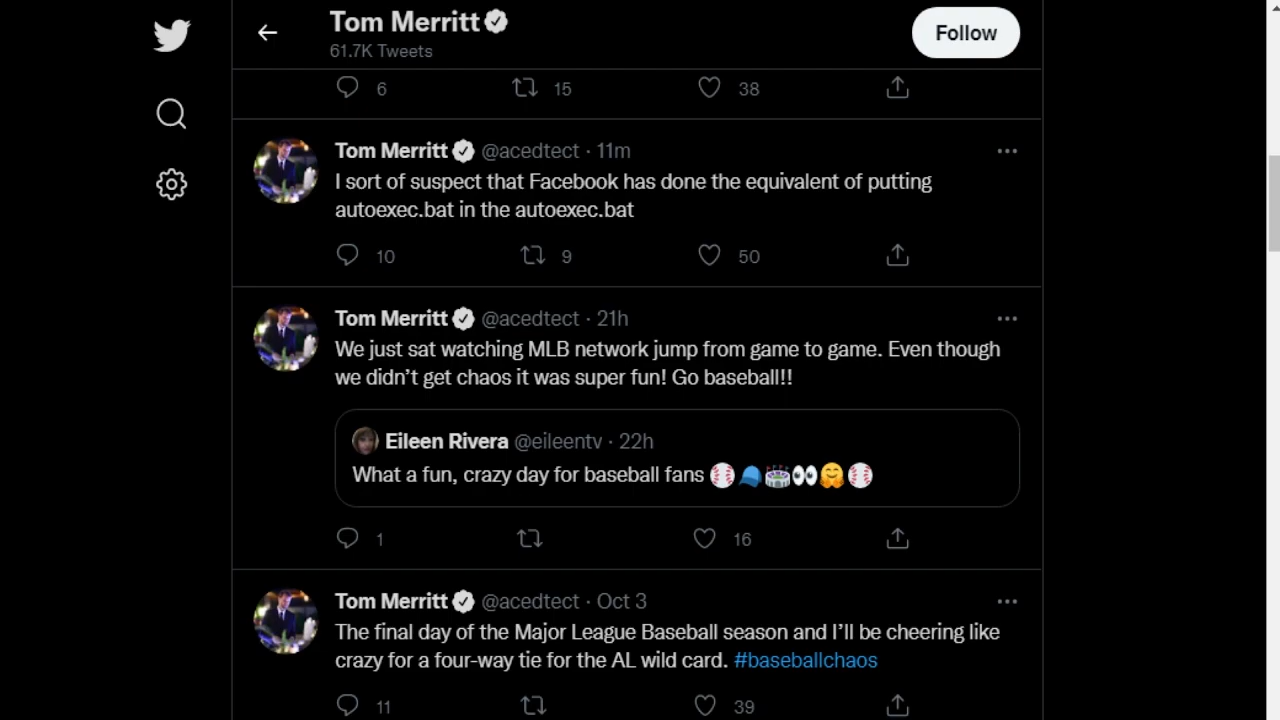 Tom Merritt
61.7K Tweets
Follow
6 15 38
Tom Merritt @acedtect · 11m
I sort of suspect that Facebook has done the equivalent of putting
autoexec.bat in the autoexec.bat
10 9 50
Tom Merritt @acedtect · 21h
We just sat watching MLB network jump from game to game. Even though
we didn’t get chaos it was super fun! Go baseball!!
Eileen Rivera @eileentv · 22h
What a fun, crazy day for baseball fans ⚾🧢🏟👀🤗⚾
1 16
Tom Merritt @acedtect · Oct 3
The final day of the Major League Baseball season and I’ll be cheering like
crazy for a four-way tie for the AL wild card. #baseballchaos
11 39